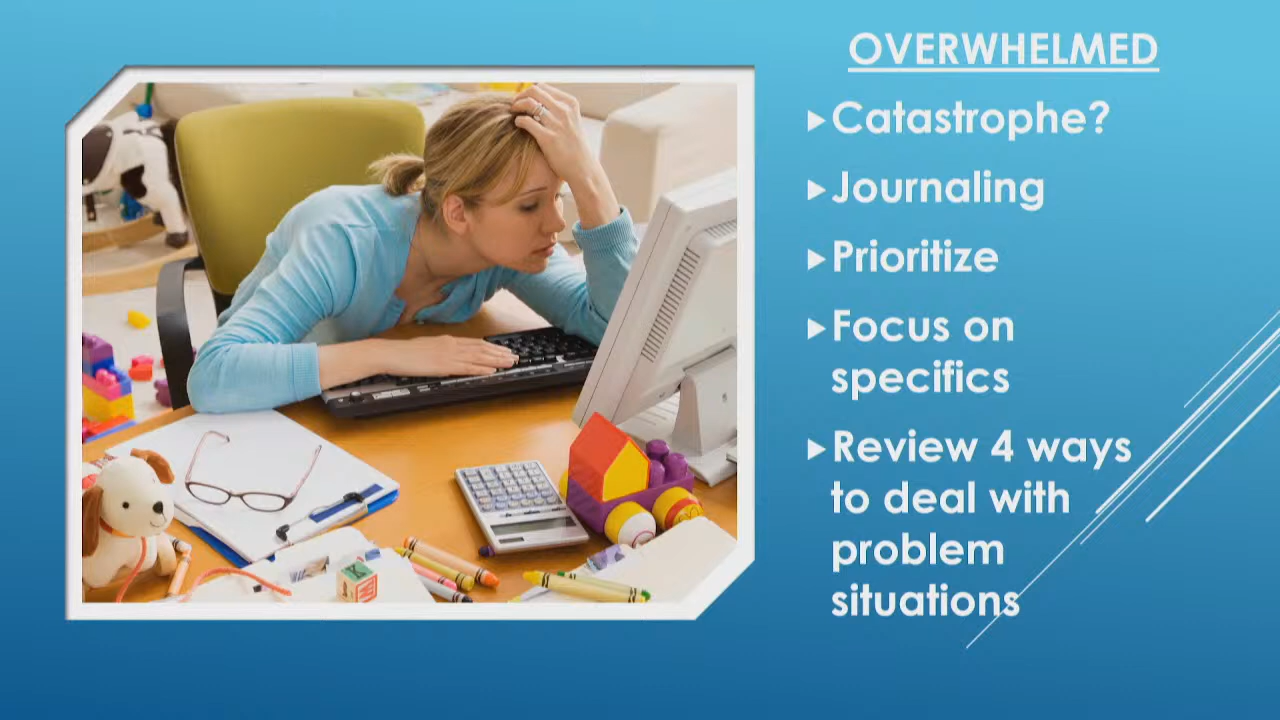 OVERWHELMED
Catastrophe?
Journaling
Prioritize
Focus on
specifics
Review 4 ways
to deal with
problem
situations